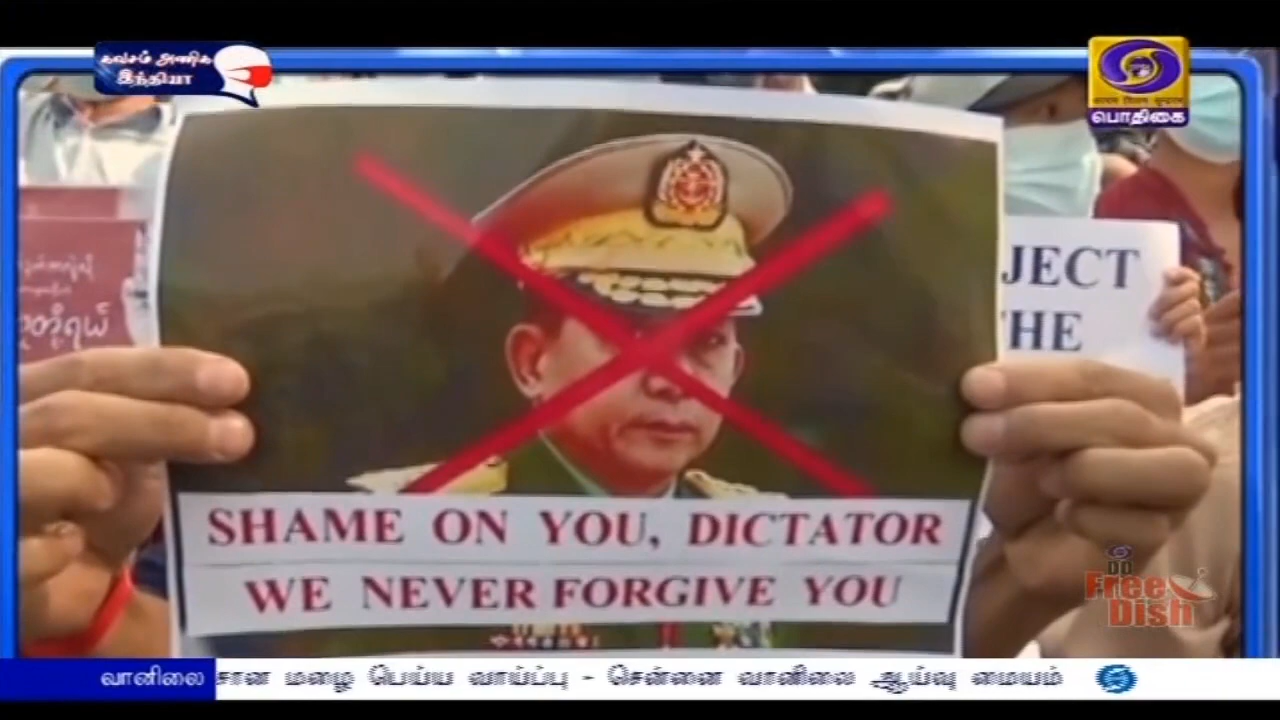 கவசம் அணிக
இந்தியா
பொதிகை
JECT
THE
SHAME ON YOU, DICTATOR
WE NEVER FORGIVE YOU
DD
Free
Dish
வானிலை சான மழை பெய்ய வாய்ப்பு - சென்னை வானிலை ஆய்வு மையம்